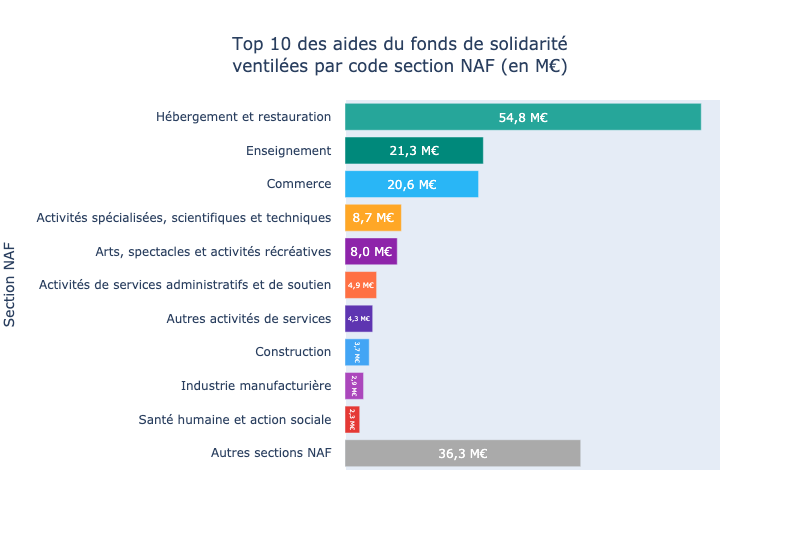 Top 10 des aides du fonds de solidarité
ventilées par code section NAF (en M€)
Section NAF
Hébergement et restauration 54,8 M€
Enseignement 21,3 M€
Commerce 20,6 M€
Activités spécialisées, scientifiques et techniques 8,7 M€
Arts, spectacles et activités récréatives 8,0 M€
Activités de services administratifs et de soutien 4,9 M€
Autres activités de services 4,3 M€
Construction 3,7 M€
Industrie manufacturière 2,9 M€
Santé humaine et action sociale 2,3 M€
Autres sections NAF 36,3 M€